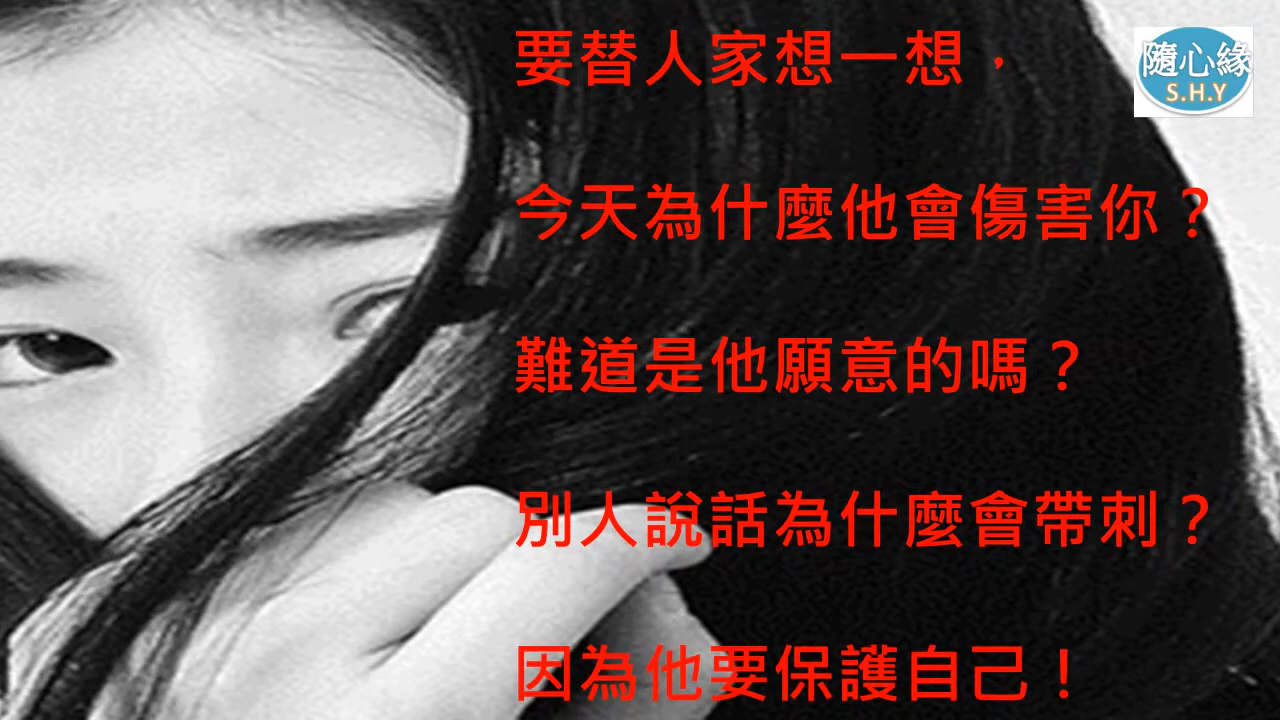 要替人家想一想，
隨心緣
S.H.Y
今天為什麼他會傷害你？
難道是他願意的嗎？
別人說話為什麼會帶刺？
因為他要保護自己！